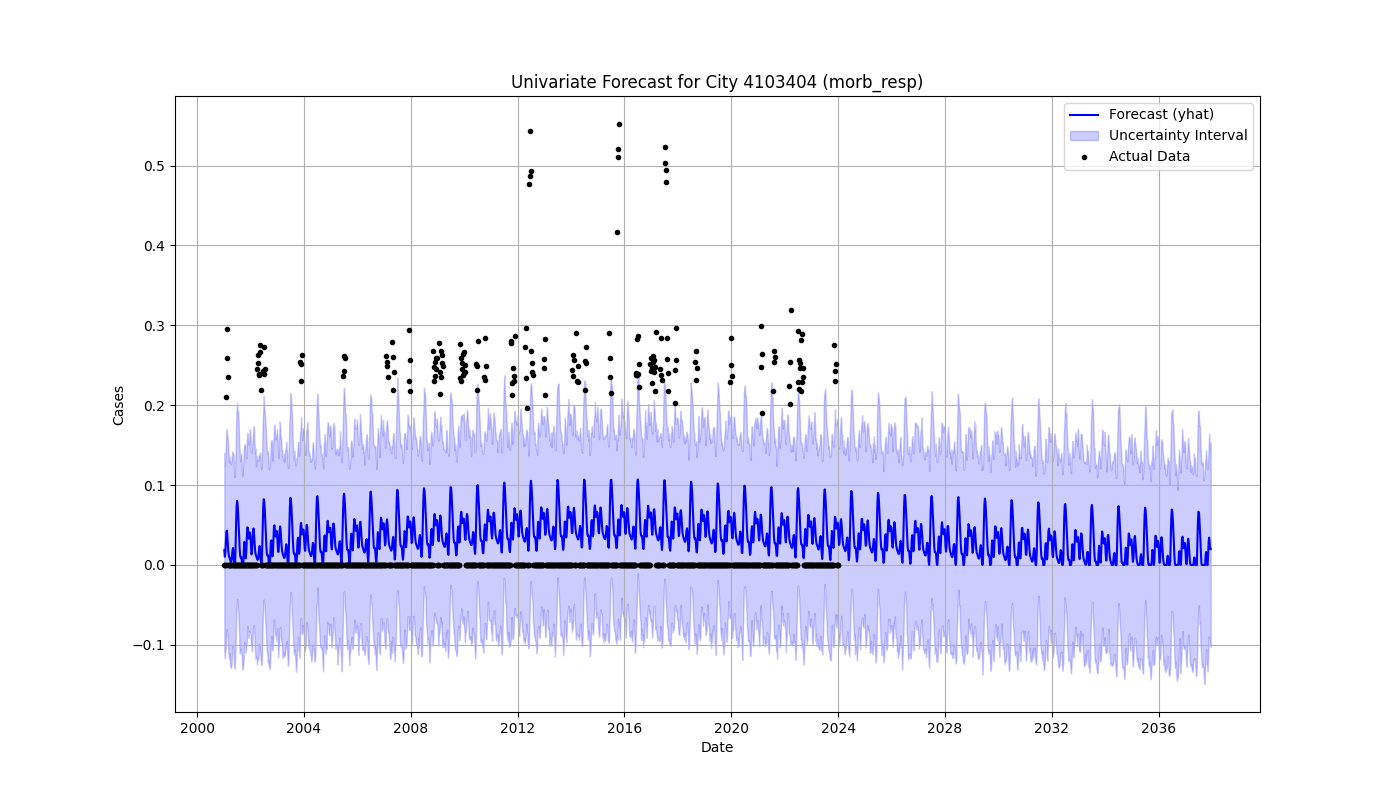 Univariate Forecast for City 4103404 (morb_resp)
Forecast (yhat)
Uncertainty Interval
Actual Data
Cases
0.5
0.4
0.3
0.2
0.1
0.0
−0.1
2000 2004 2008 2012 2016 2020 2024 2028 2032 2036
Date